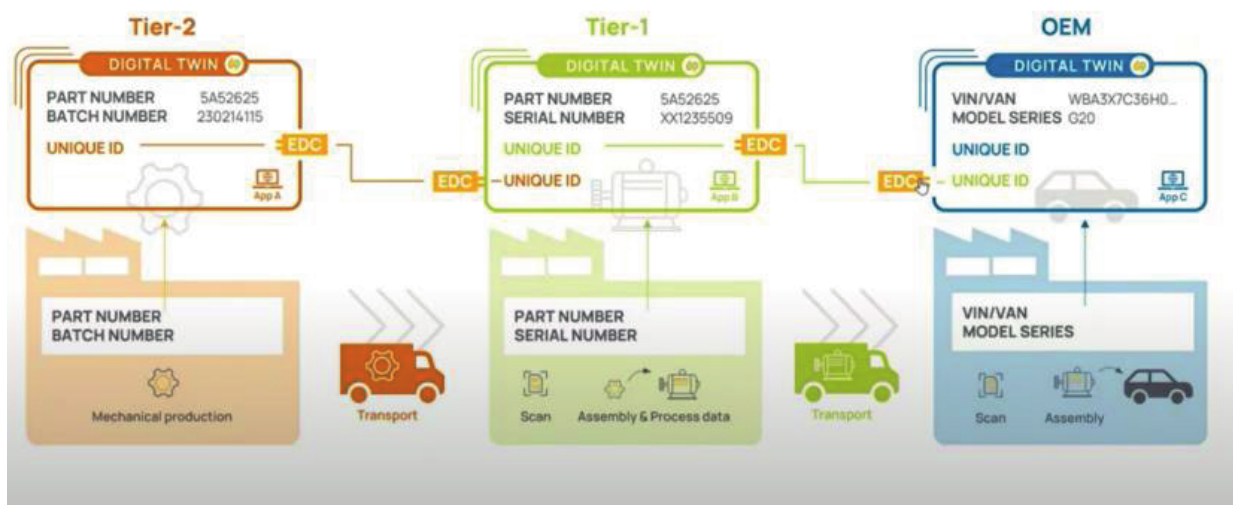 Tier-2
DIGITAL TWIN
PART NUMBER 5A52625
BATCH NUMBER 230214115
UNIQUE ID
EDC
App A
Tier-1
DIGITAL TWIN
PART NUMBER 5A52625
SERIAL NUMBER XX1235509
UNIQUE ID
EDC
EDC
UNIQUE ID
App B
OEM
DIGITAL TWIN
VIN/VAN WBA3X7C36H0...
MODEL SERIES G20
UNIQUE ID
EDC
UNIQUE ID
App C
PART NUMBER
BATCH NUMBER
Mechanical production
Transport
PART NUMBER
SERIAL NUMBER
Scan
Assembly & Process data
Transport
VIN/VAN
MODEL SERIES
Scan
Assembly